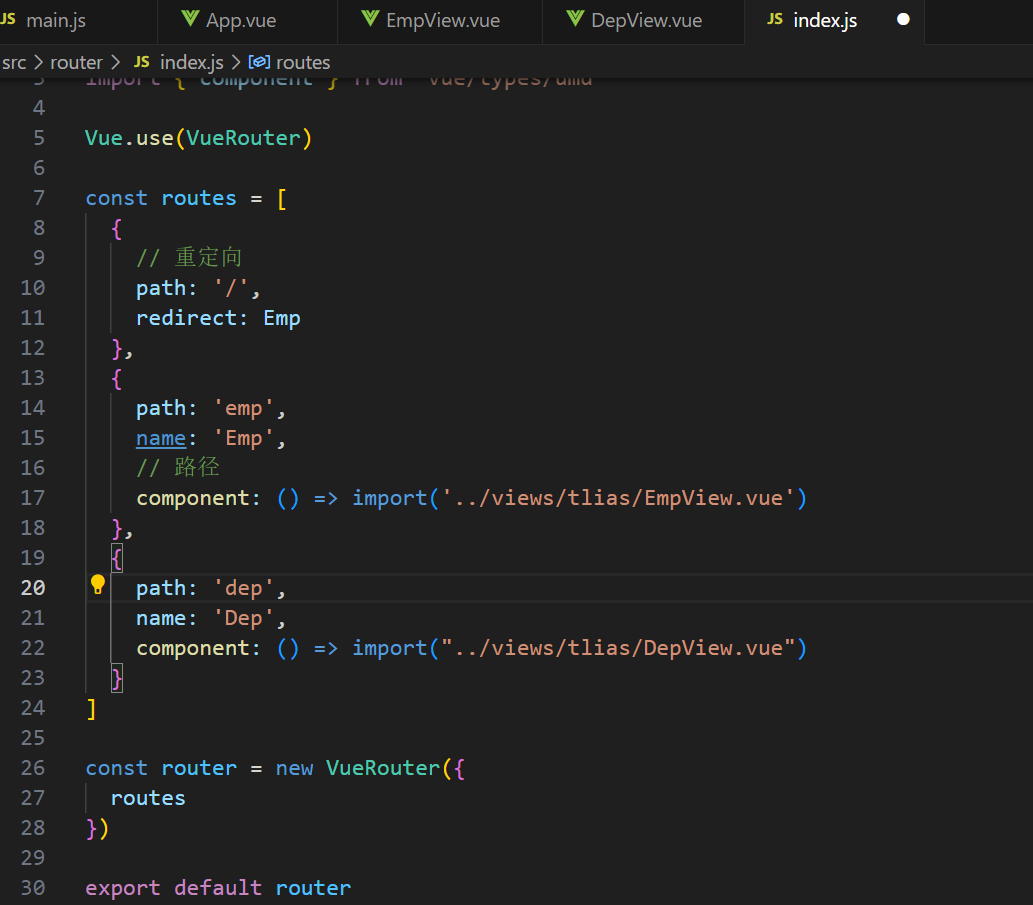 JS main.js App.vue EmpView.vue DepView.vue JS index.js
src > router > JS index.js > routes
3 import { component } from "vue/types/umd"
4
5 Vue.use(VueRouter)
6
7 const routes = [
8 {
9 // 重定向
10 path: '/',
11 redirect: Emp
12 },
13 {
14 path: 'emp',
15 name: 'Emp',
16 // 路径
17 component: () => import('../views/tlias/EmpView.vue')
18 },
19 {
20 path: 'dep',
21 name: 'Dep',
22 component: () => import("../views/tlias/DepView.vue")
23 }
24 ]
25
26 const router = new VueRouter({
27 routes
28 })
29
30 export default router